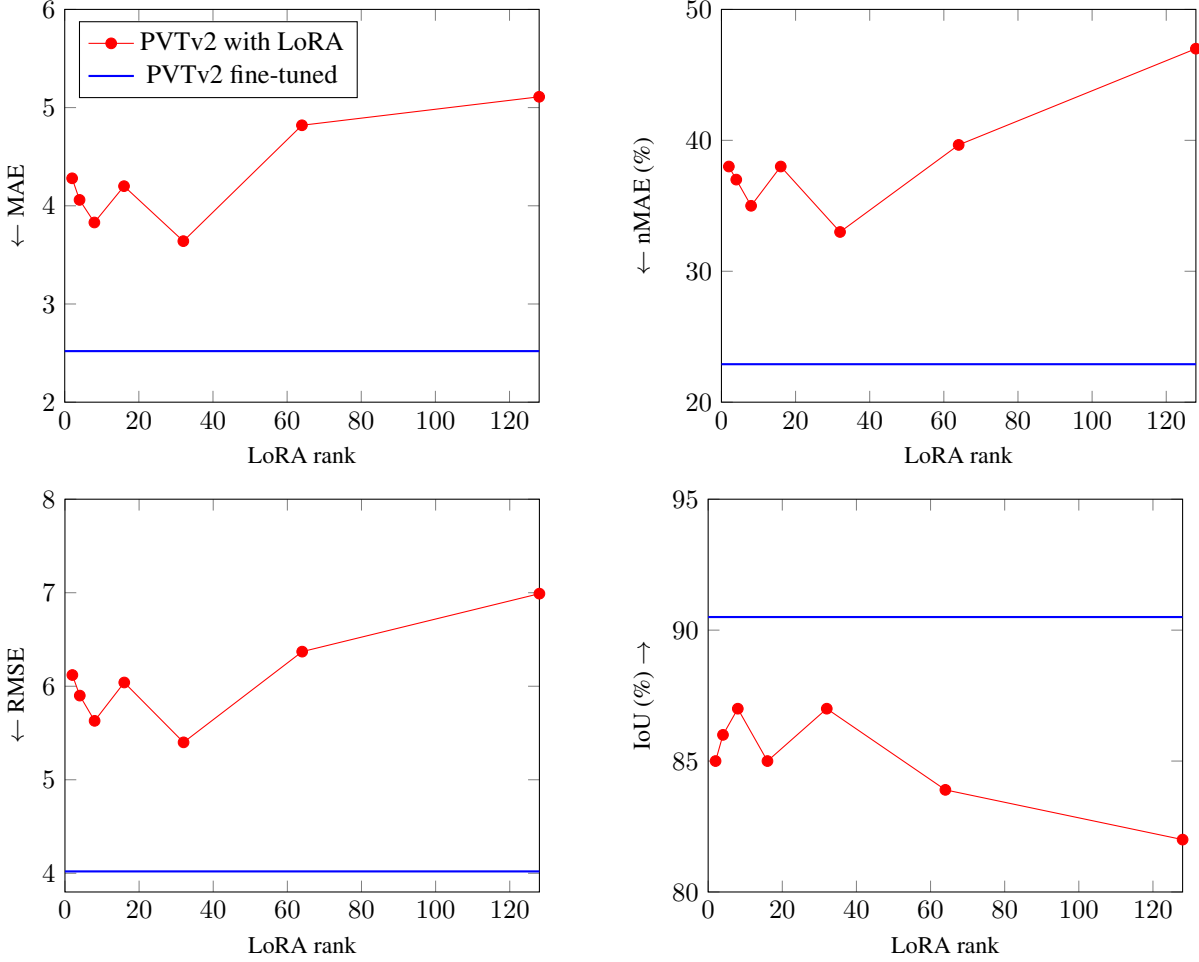 6
5
4
3
2
← MAE
PVTv2 with LoRA
PVTv2 fine-tuned
0 20 40 60 80 100 120
LoRA rank
50
40
30
20
← nMAE (%)
0 20 40 60 80 100 120
LoRA rank
8
7
6
5
4
← RMSE
0 20 40 60 80 100 120
LoRA rank
95
90
85
80
IoU (%) →
0 20 40 60 80 100 120
LoRA rank